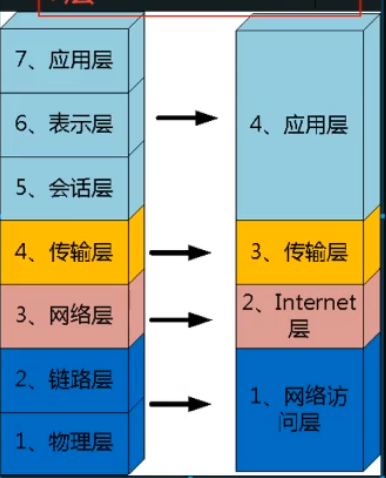 7、应用层
6、表示层
5、会话层
4、传输层
3、网络层
2、链路层
1、物理层
4、应用层
3、传输层
2、Internet
层
1、网络访
问层